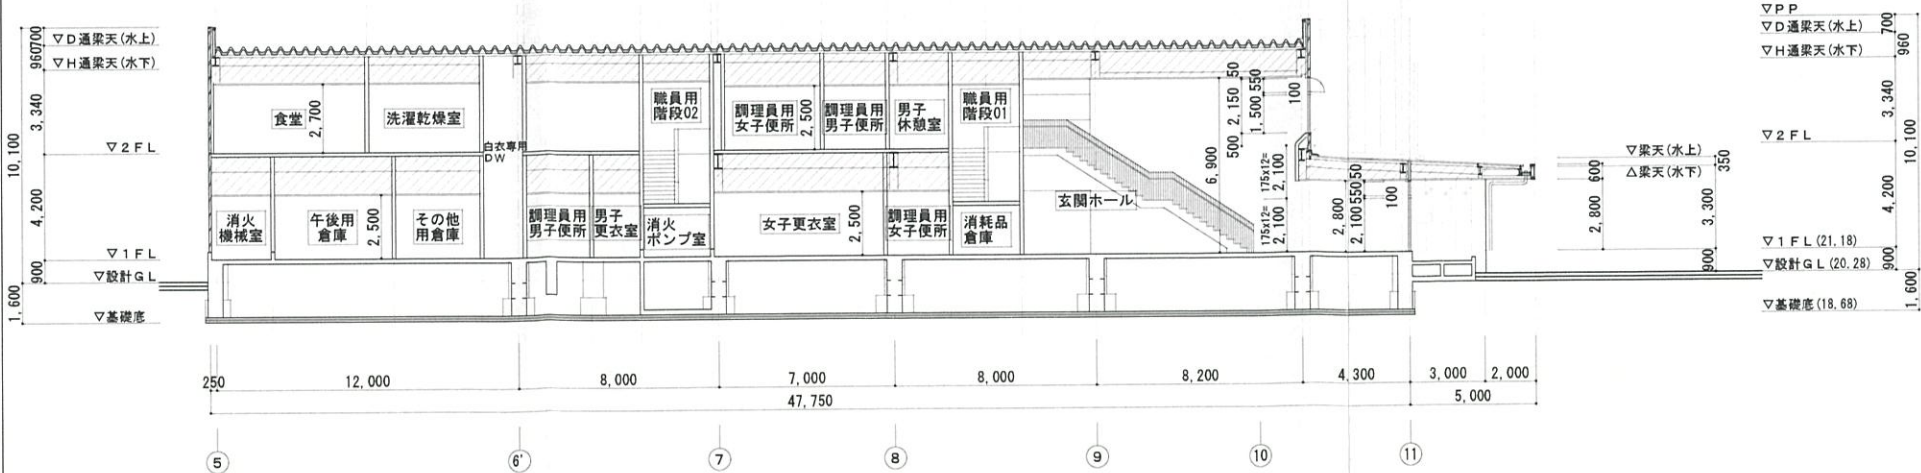 ▽D通梁天(水上)
▽H通梁天(水下)
▽2FL
▽1FL
▽設計GL
▽基礎底
700
960
3,340
10,100
4,200
900
1,600
食堂
2,700
洗濯乾燥室
白衣専用
DW
職員用
階段02
調理員用
女子便所
2,500
調理員用
男子便所
男子
休憩室
職員用
階段01
消火
機械室
午後用
倉庫
2,500
その他
用倉庫
調理員用
男子便所
男子
更衣室
消火
ポンプ室
女子更衣室
2,500
調理員用
女子便所
消耗品
倉庫
玄関ホール
6,900
50
2,150
500
550
1,500
100
175x12=
2,100
175x12=
2,100
2,800
50
550
2,100
100
▽梁天(水上)
△梁天(水下)
350
600
2,800
3,300
900
▽PP
▽D通梁天(水上)
▽H通梁天(水下)
▽2FL
▽1FL(21,18)
▽設計GL(20.28)
▽基礎底(18,68)
700
960
3,340
10,100
4,200
900
1,600
250
12,000
8,000
7,000
8,000
8,200
4,300
3,000
2,000
47,750
5,000
5
6'
7
8
9
10
11